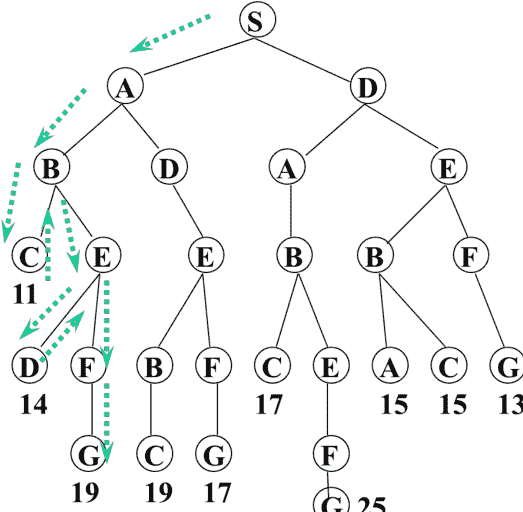 S
A D
B D A E
C E E B B F
11
D F B F C E A C G
14 17 15 15 13
G C G F
19 19 17
G 25